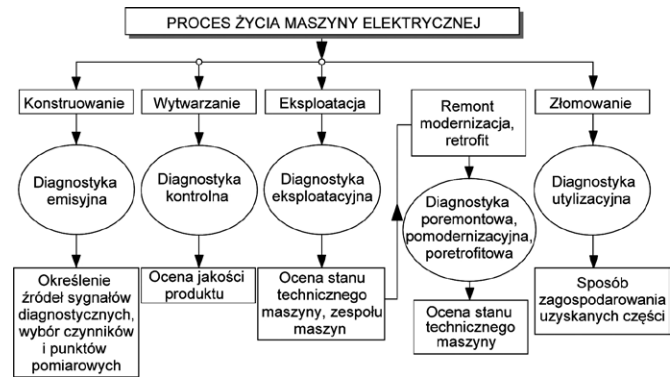 PROCES ŻYCIA MASZYNY ELEKTRYCZNEJ
Konstruowanie
Diagnostyka
emisyjna
Określenie
źródeł sygnałów
diagnostycznych,
wybór czynników
i punktów
pomiarowych
Wytwarzanie
Diagnostyka
kontrolna
Ocena jakości
produktu
Eksploatacja
Diagnostyka
eksploatacyjna
Ocena stanu
technicznego
maszyny, zespołu
maszyn
Remont
modernizacja,
retrofit
Diagnostyka
poremontowa,
pomodernizacyjna,
poretrofitowa
Ocena stanu
technicznego
maszyny
Złomowanie
Diagnostyka
utylizacyjna
Sposób
zagospodarowania
uzyskanych części